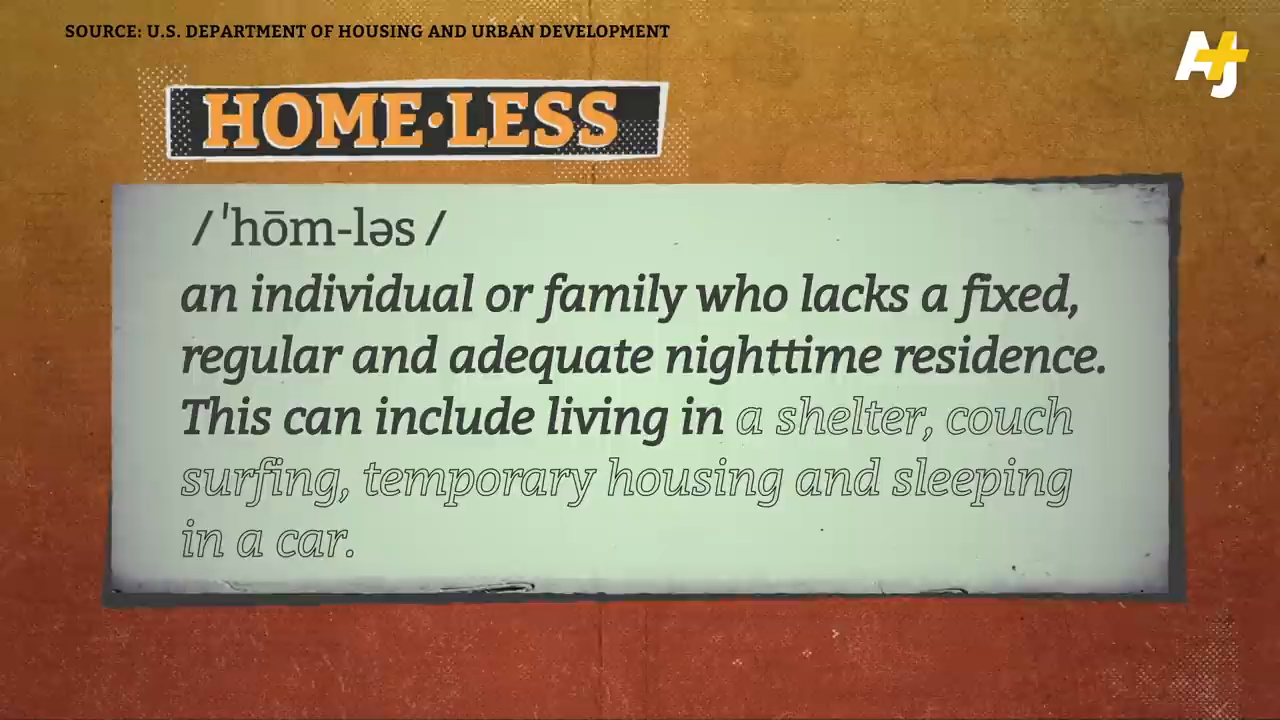 SOURCE: U.S. DEPARTMENT OF HOUSING AND URBAN DEVELOPMENT
AJ+
HOME·LESS
/ˈhōm-ləs /
an individual or family who lacks a fixed,
regular and adequate nighttime residence.
This can include living in a shelter, couch
surfing, temporary housing and sleeping
in a car.